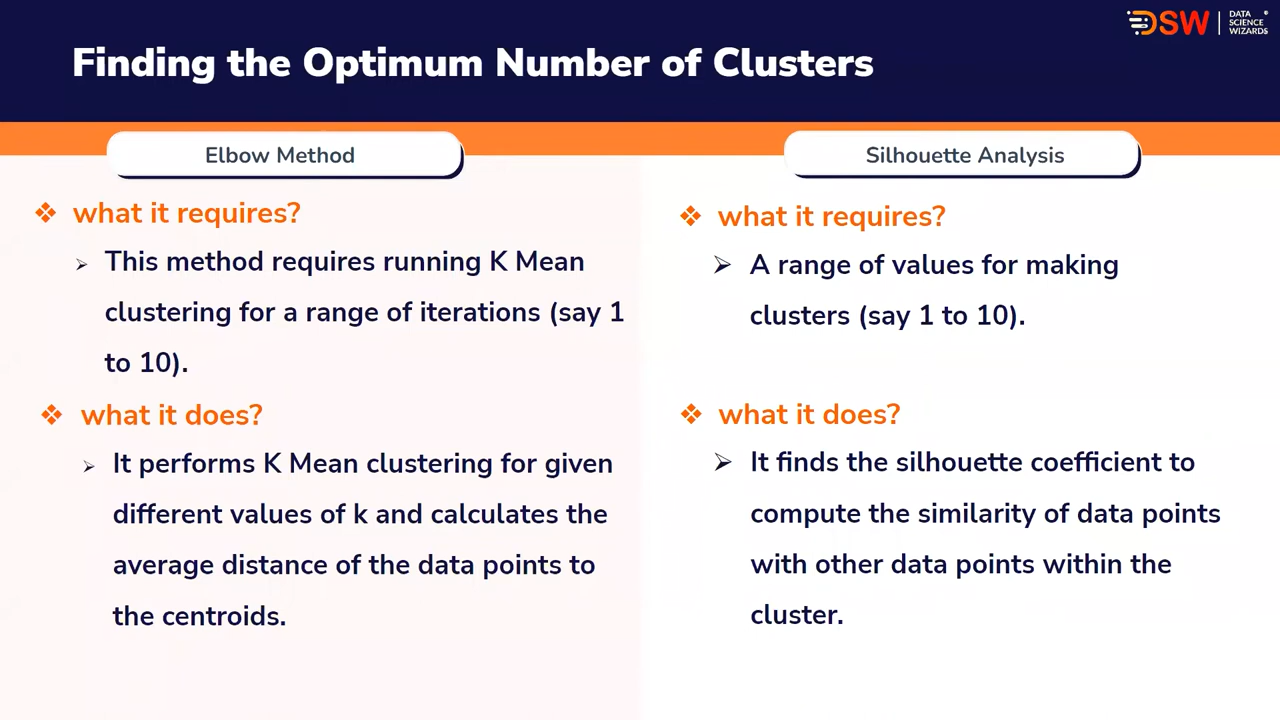 DSW
DATA
SCIENCE
WIZARDS
Finding the Optimum Number of Clusters
Elbow Method
what it requires?
This method requires running K Mean
clustering for a range of iterations (say 1
to 10).
what it does?
It performs K Mean clustering for given
different values of k and calculates the
average distance of the data points to
the centroids.
Silhouette Analysis
what it requires?
A range of values for making
clusters (say 1 to 10).
what it does?
It finds the silhouette coefficient to
compute the similarity of data points
with other data points within the
cluster.